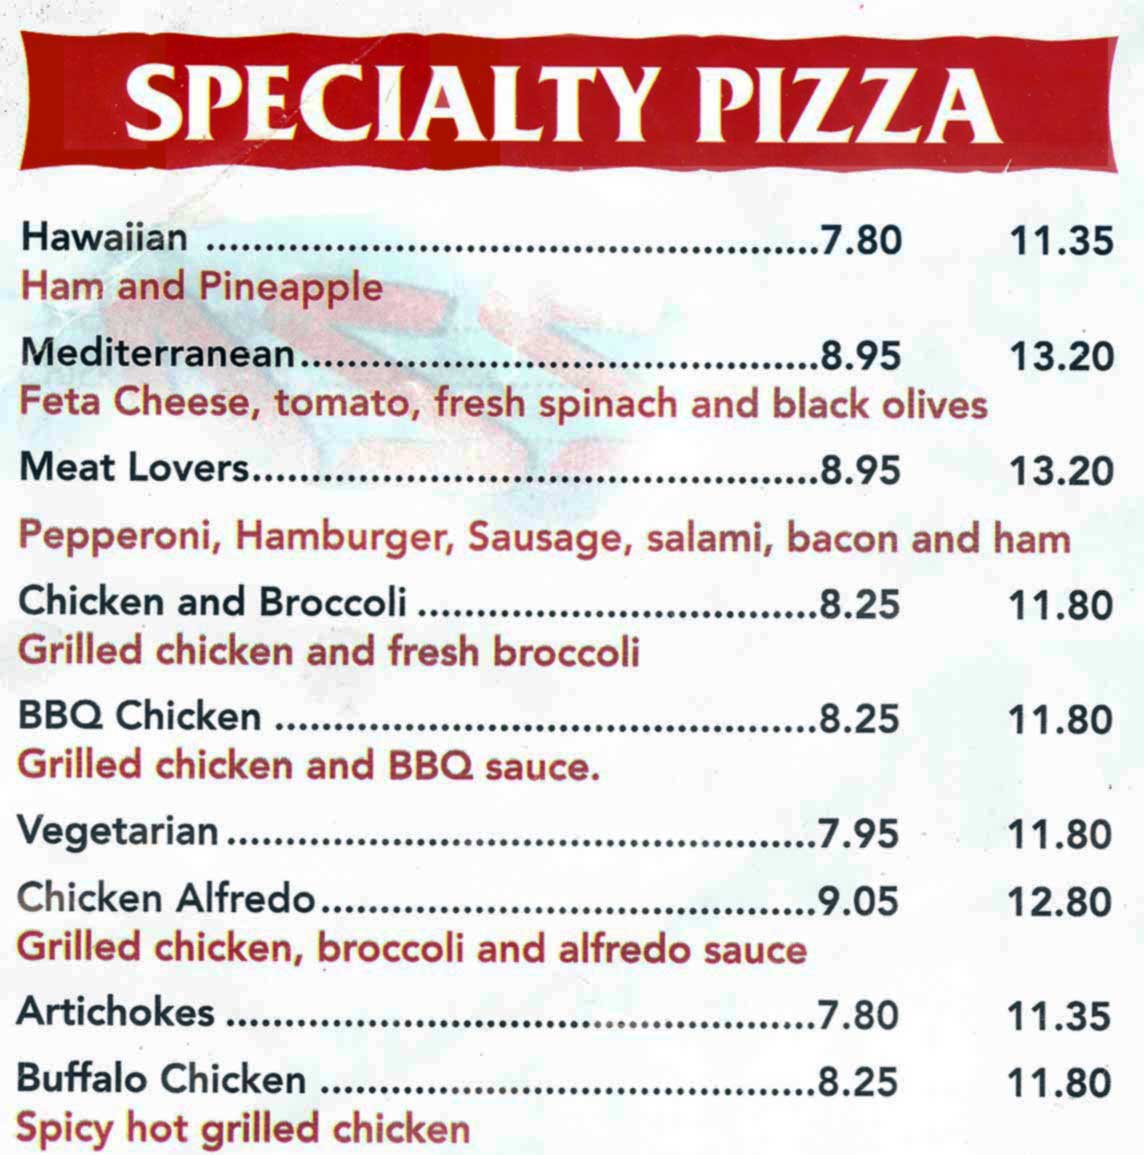 SPECIALTY PIZZA
Hawaiian ....................................................7.80 11.35
Ham and Pineapple
Mediterranean............................................8.95 13.20
Feta Cheese, tomato, fresh spinach and black olives
Meat Lovers................................................8.95 13.20
Pepperoni, Hamburger, Sausage, salami, bacon and ham
Chicken and Broccoli ..................................8.25 11.80
Grilled chicken and fresh broccoli
BBQ Chicken ..............................................8.25 11.80
Grilled chicken and BBQ sauce.
Vegetarian ..................................................7.95 11.80
Chicken Alfredo..........................................9.05 12.80
Grilled chicken, broccoli and alfredo sauce
Artichokes ..................................................7.80 11.35
Buffalo Chicken ..........................................8.25 11.80
Spicy hot grilled chicken